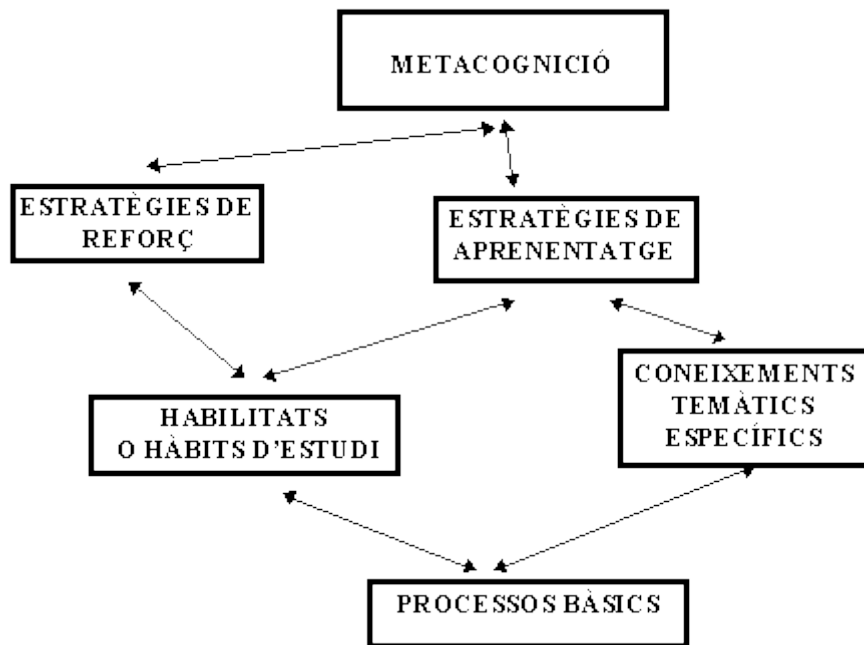 METACOGNICIÓ
ESTRATÈGIES DE
REFORÇ
ESTRATÈGIES DE
APRENENTATGE
CONEIXEMENTS
TEMÀTICS
ESPECÍFICS
HABILITATS
O HÀBITS D'ESTUDI
PROCESSOS BÀSICS